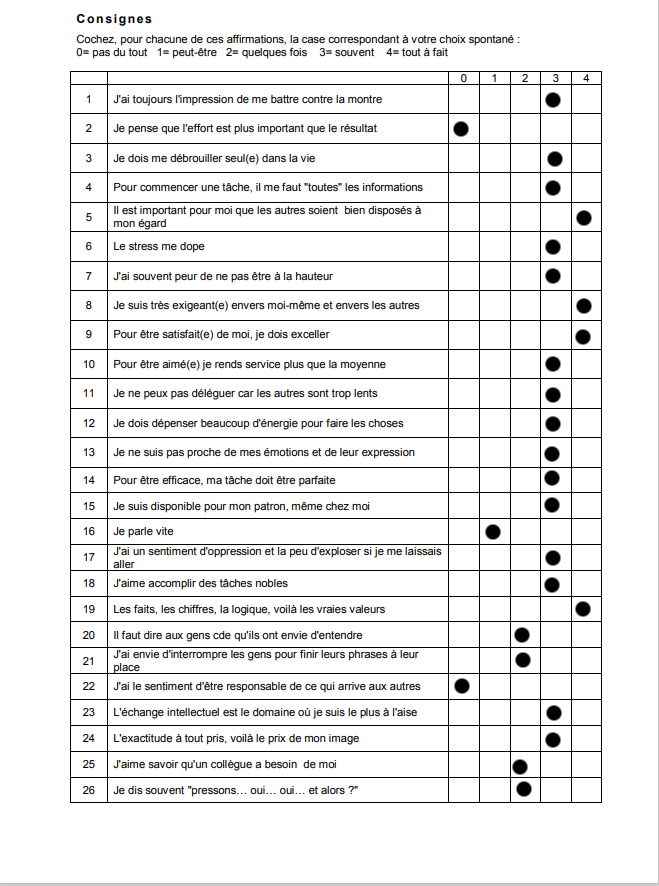 Consignes
Cochez, pour chacune de ces affirmations, la case correspondant à votre choix spontané :
0= pas du tout 1= peut-être 2= quelques fois 3= souvent 4= tout à fait
0 1 2 3 4
1 J'ai toujours l'impression de me battre contre la montre
2 Je pense que l'effort est plus important que le résultat
3 Je dois me débrouiller seul(e) dans la vie
4 Pour commencer une tâche, il me faut "toutes" les informations
5 Il est important pour moi que les autres soient bien disposés à
mon égard
6 Le stress me dope
7 J'ai souvent peur de ne pas être à la hauteur
8 Je suis très exigeant(e) envers moi-même et envers les autres
9 Pour être satisfait(e) de moi, je dois exceller
10 Pour être aimé(e) je rends service plus que la moyenne
11 Je ne peux pas déléguer car les autres sont trop lents
12 Je dois dépenser beaucoup d'énergie pour faire les choses
13 Je ne suis pas proche de mes émotions et de leur expression
14 Pour être efficace, ma tâche doit être parfaite
15 Je suis disponible pour mon patron, même chez moi
16 Je parle vite
17 J'ai un sentiment d'oppression et la peu d'exploser si je me laissais
aller
18 J'aime accomplir des tâches nobles
19 Les faits, les chiffres, la logique, voilà les vraies valeurs
20 Il faut dire aux gens cde qu'ils ont envie d'entendre
21 J'ai envie d'interrompre les gens pour finir leurs phrases à leur
place
22 J'ai le sentiment d'être responsable de ce qui arrive aux autres
23 L'échange intellectuel est le domaine où je suis le plus à l'aise
24 L'exactitude à tout pris, voilà le prix de mon image
25 J'aime savoir qu'un collègue a besoin de moi
26 Je dis souvent "pressons… oui… oui… et alors ?"